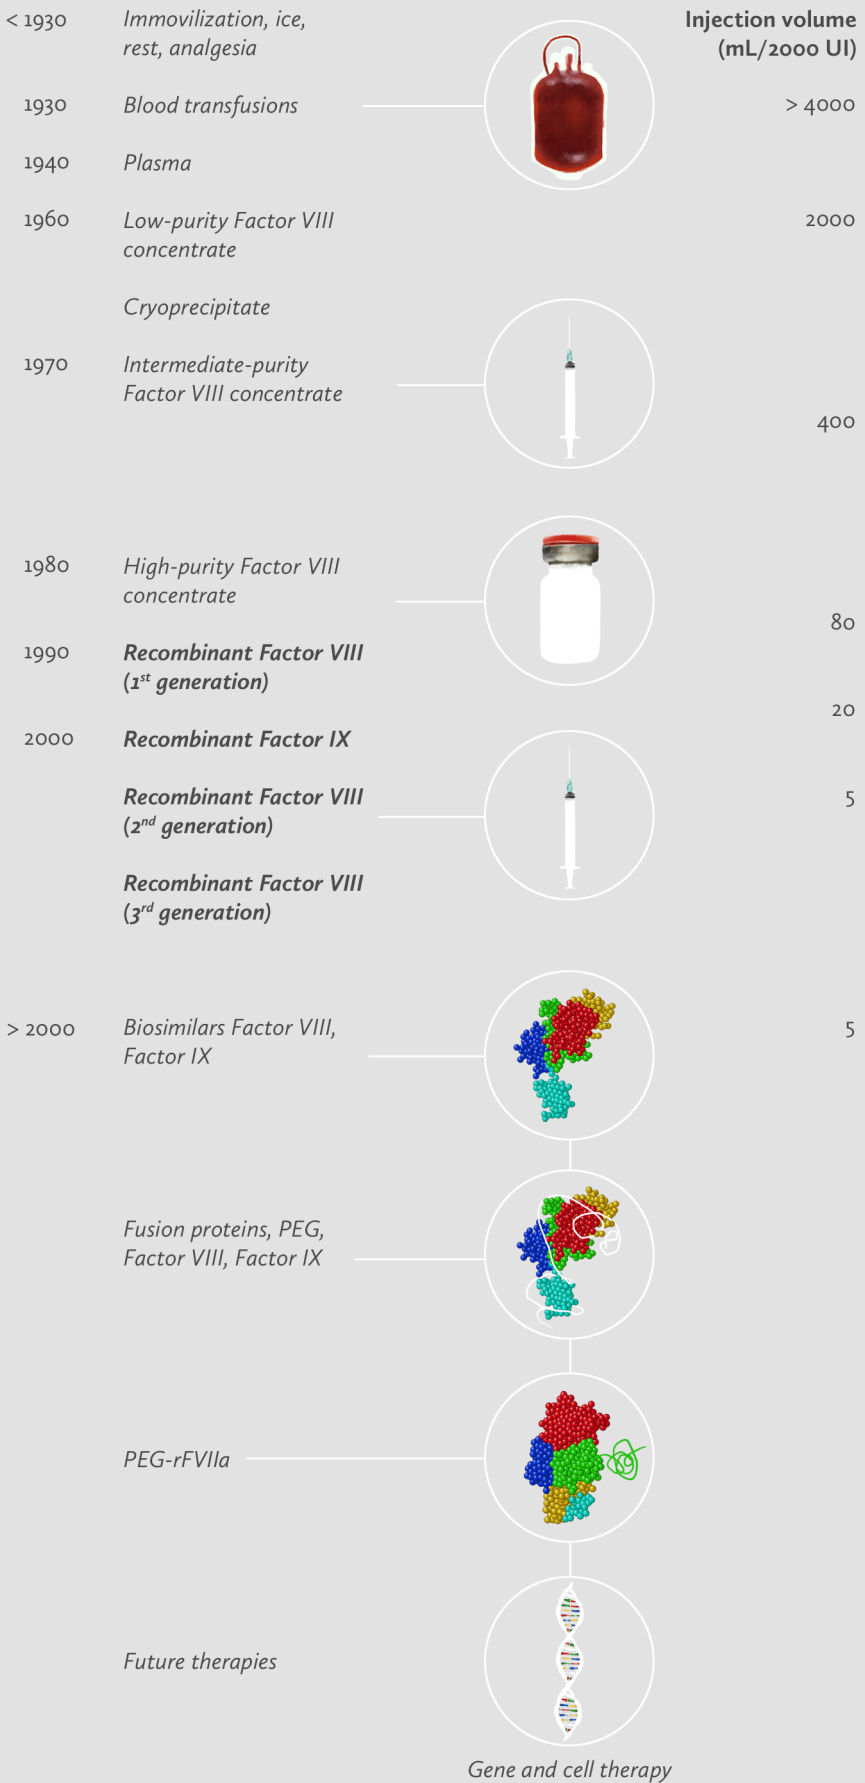 < 1930 Immovilization, ice, Injection volume
rest, analgesia (mL/2000 UI)
1930 Blood transfusions > 4000
1940 Plasma
1960 Low-purity Factor VIII 2000
concentrate
Cryoprecipitate
1970 Intermediate-purity
Factor VIII concentrate
400
1980 High-purity Factor VIII
concentrate
80
1990 Recombinant Factor VIII
(1st generation)
20
2000 Recombinant Factor IX
Recombinant Factor VIII 5
(2nd generation)
Recombinant Factor VIII
(3rd generation)
> 2000 Biosimilars Factor VIII, 5
Factor IX
Fusion proteins, PEG,
Factor VIII, Factor IX
PEG-rFVIIa
Future therapies
Gene and cell therapy